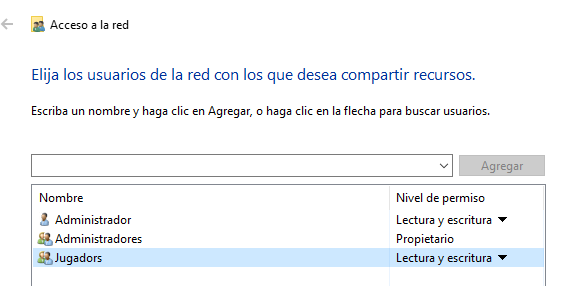 Acceso a la red
Elija los usuarios de la red con los que desea compartir recursos.
Escriba un nombre y haga clic en Agregar, o haga clic en la flecha para buscar usuarios.
Agregar
Nombre Nivel de permiso
Administrador Lectura y escritura
Administradores Propietario
Jugadors Lectura y escritura